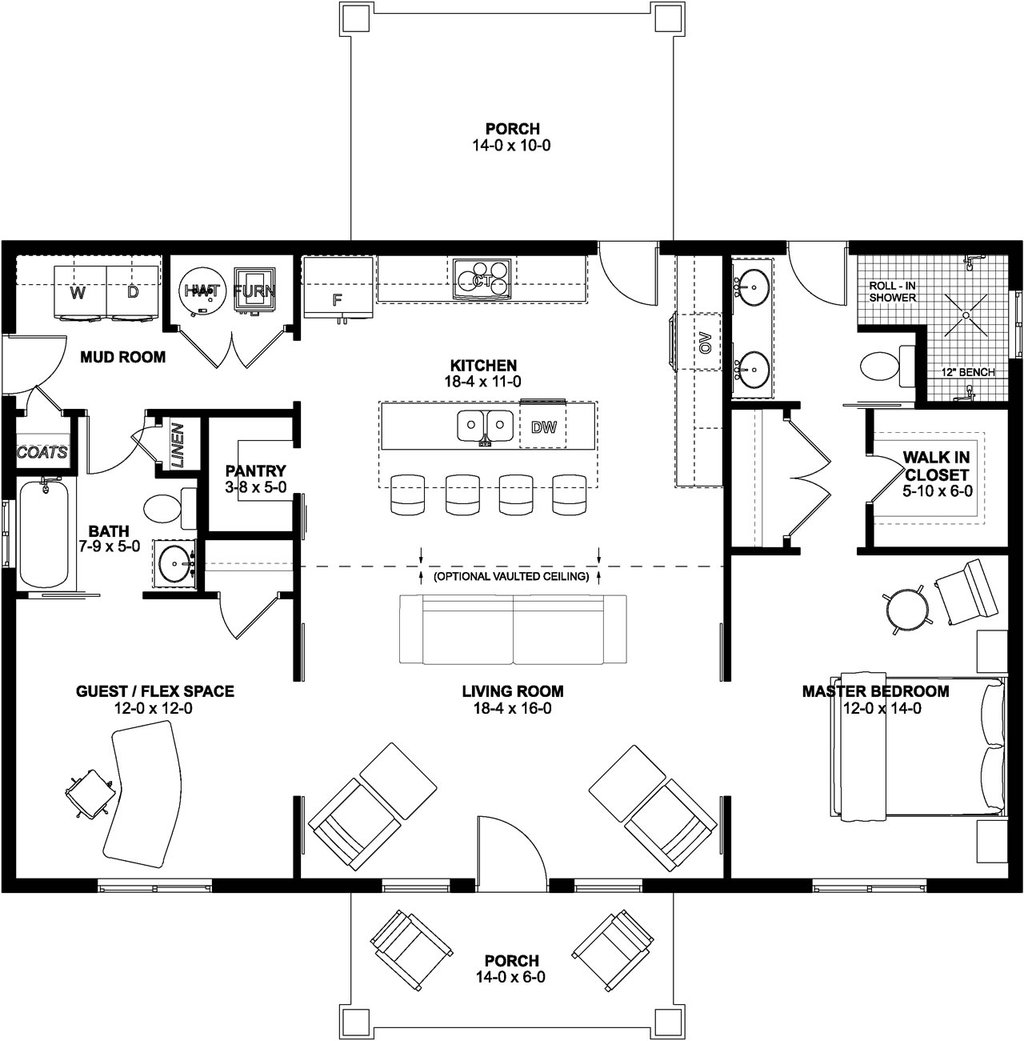 PORCH
14-0 x 10-0
W
D
HWT
FURN
F
CT
OV
ROLL - IN
SHOWER
12" BENCH
MUD ROOM
KITCHEN
18-4 x 11-0
COATS
LINEN
DW
PANTRY
3-8 x 5-0
WALK IN
CLOSET
5-10 x 6-0
BATH
7-9 x 5-0
(OPTIONAL VAULTED CEILING)
GUEST / FLEX SPACE
12-0 x 12-0
LIVING ROOM
18-4 x 16-0
MASTER BEDROOM
12-0 x 14-0
PORCH
14-0 x 6-0